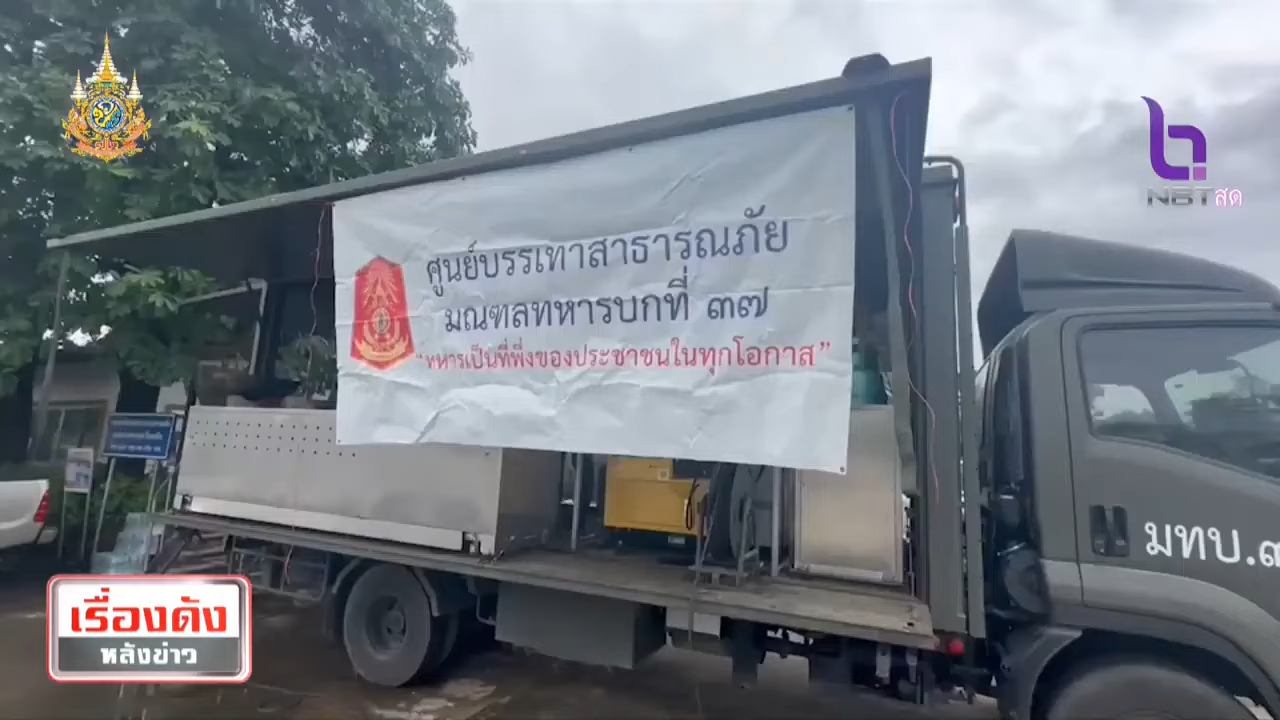 NBTสด
ศูนย์บรรเทาสาธารณภัย
มณฑลทหารบกที่ ๓๗
"ทหารเป็นที่พึ่งของประชาชนในทุกโอกาส"
มทบ.๓
เรื่องดัง
หลังข่าว